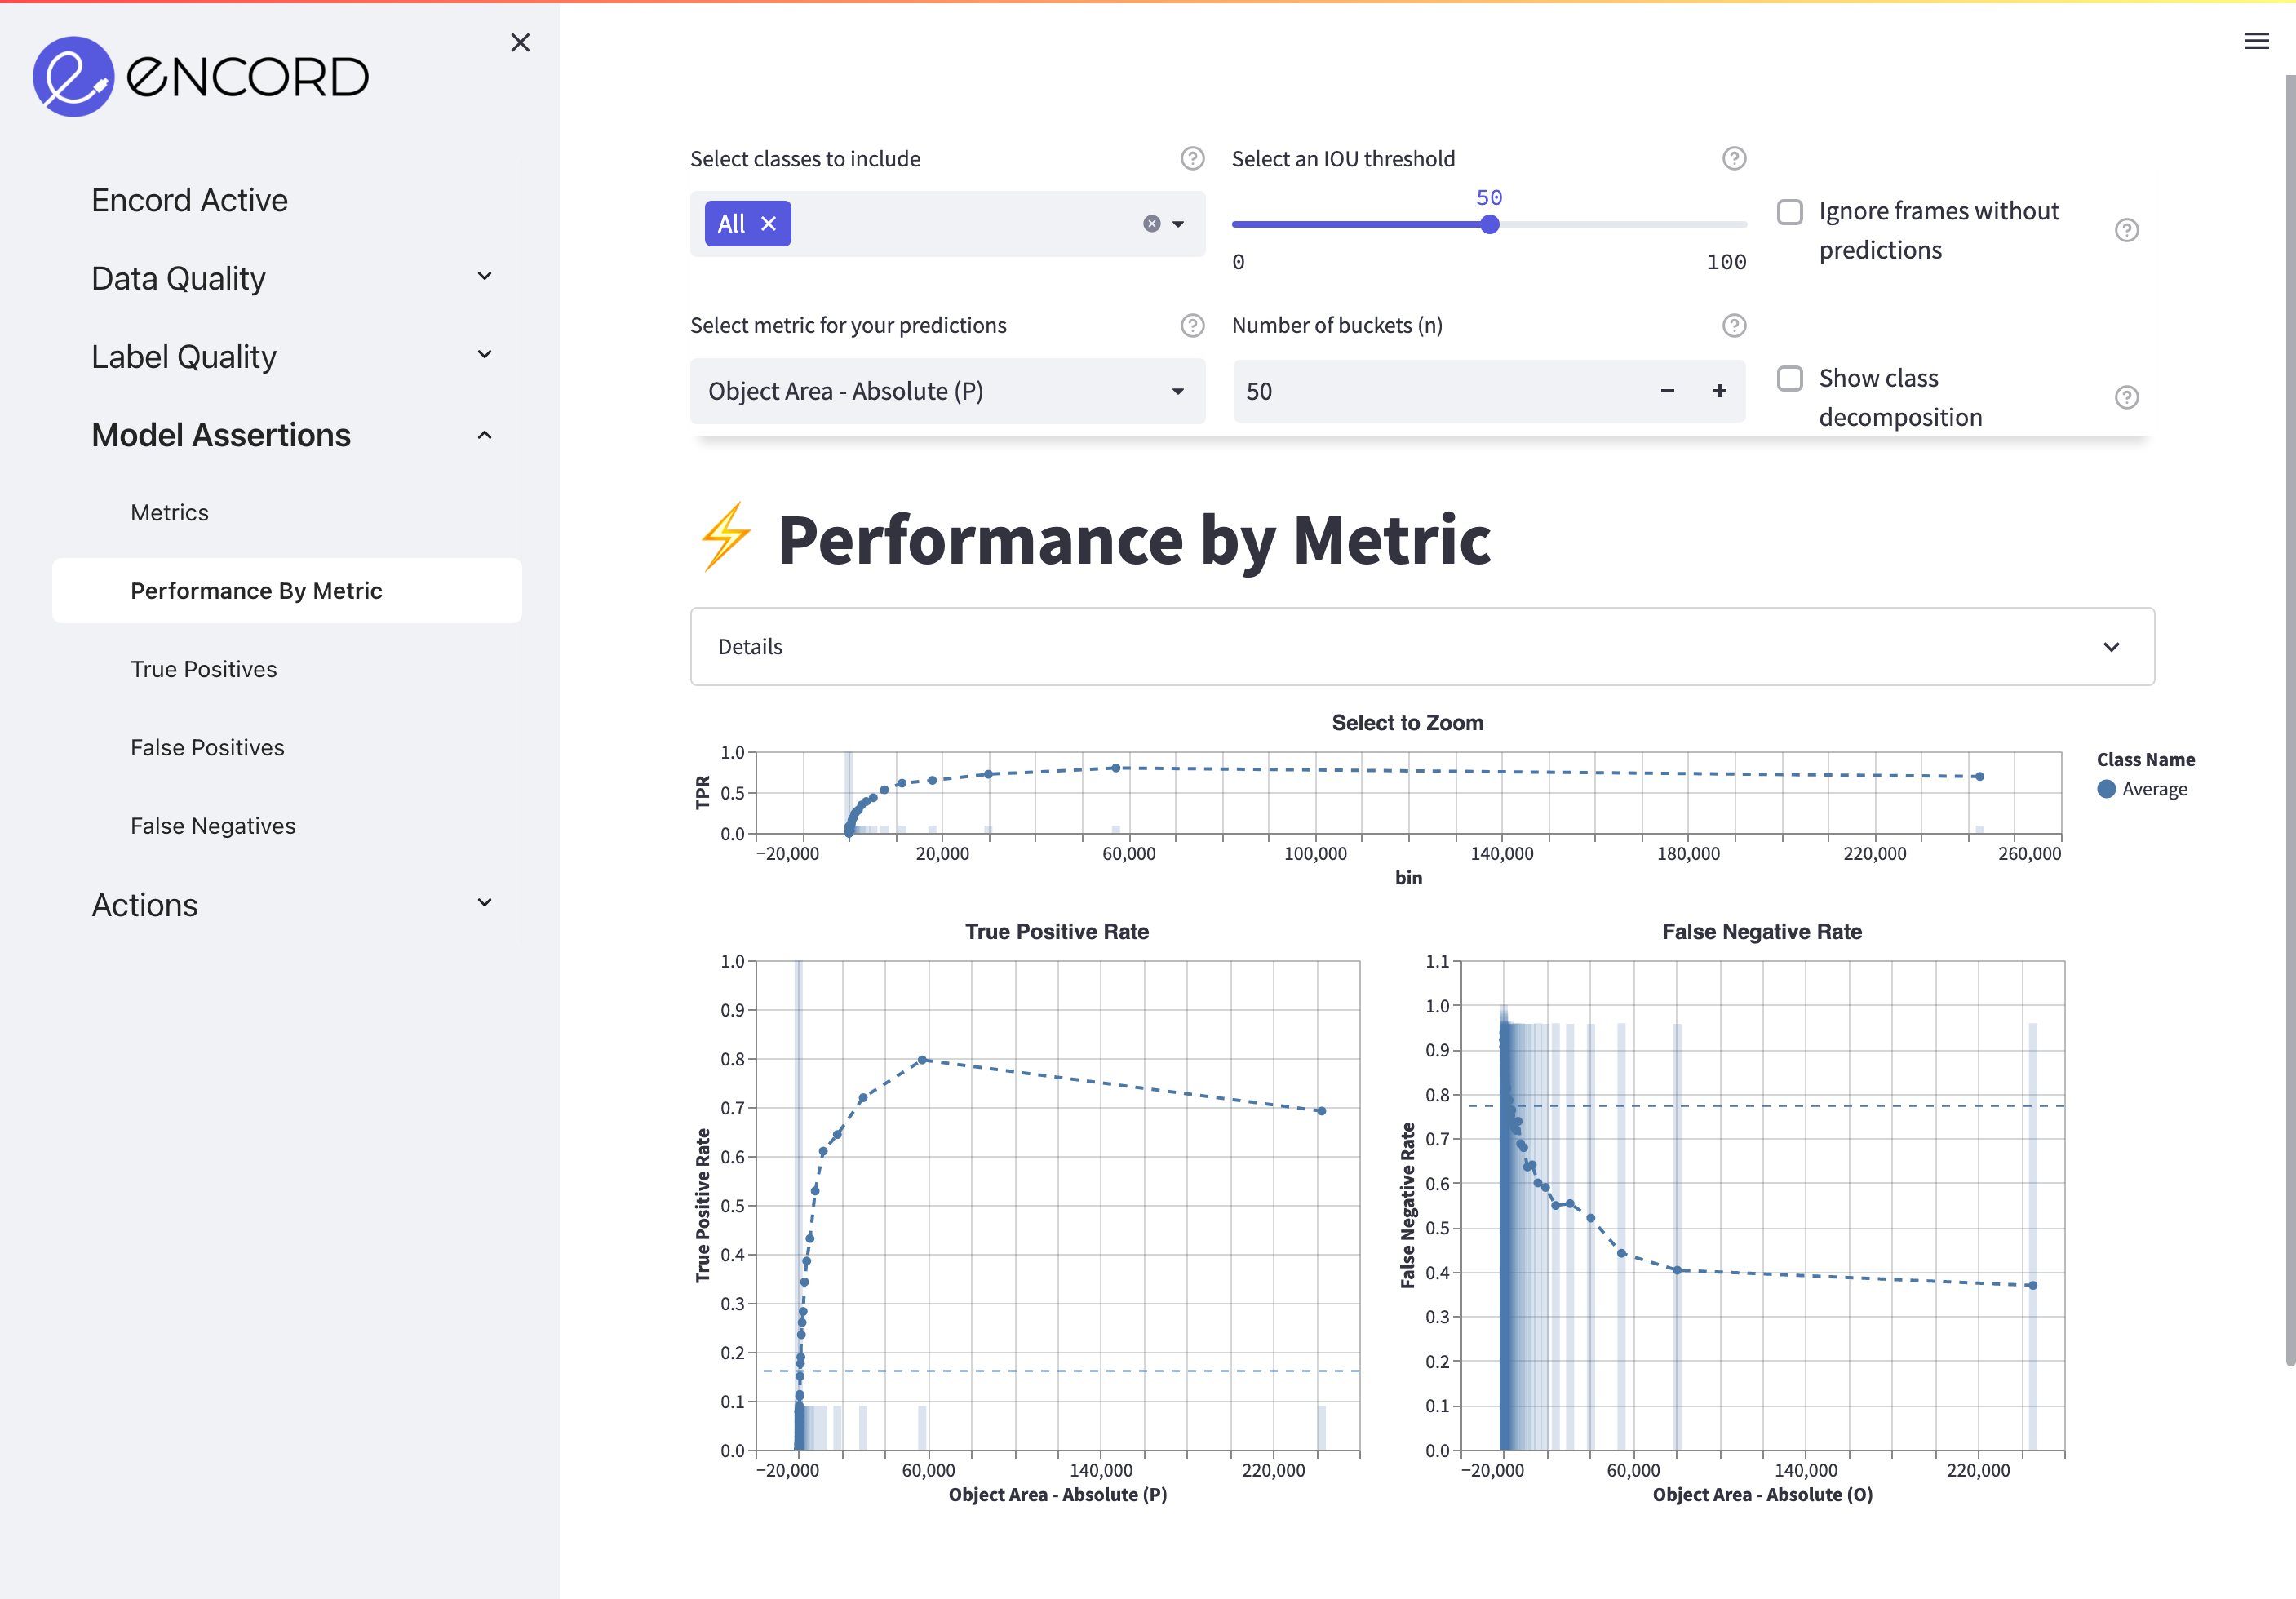 eNCORD
Encord Active
Data Quality
Label Quality
Model Assertions
Metrics
Performance By Metric
True Positives
False Positives
False Negatives
Actions
Select classes to include
All
Select an IOU threshold
50
0 100
Ignore frames without
predictions
Select metric for your predictions
Object Area - Absolute (P)
Number of buckets (n)
50
Show class
decomposition
⚡ Performance by Metric
Details
Select to Zoom
TPR
1.0
0.5
0.0
−20,000 20,000 60,000 100,000 140,000 180,000 220,000 260,000
bin
Class Name
Average
True Positive Rate
True Positive Rate
1.0
0.9
0.8
0.7
0.6
0.5
0.4
0.3
0.2
0.1
0.0
−20,000 60,000 140,000 220,000
Object Area - Absolute (P)
False Negative Rate
False Negative Rate
1.1
1.0
0.9
0.8
0.7
0.6
0.5
0.4
0.3
0.2
0.1
0.0
−20,000 60,000 140,000 220,000
Object Area - Absolute (O)